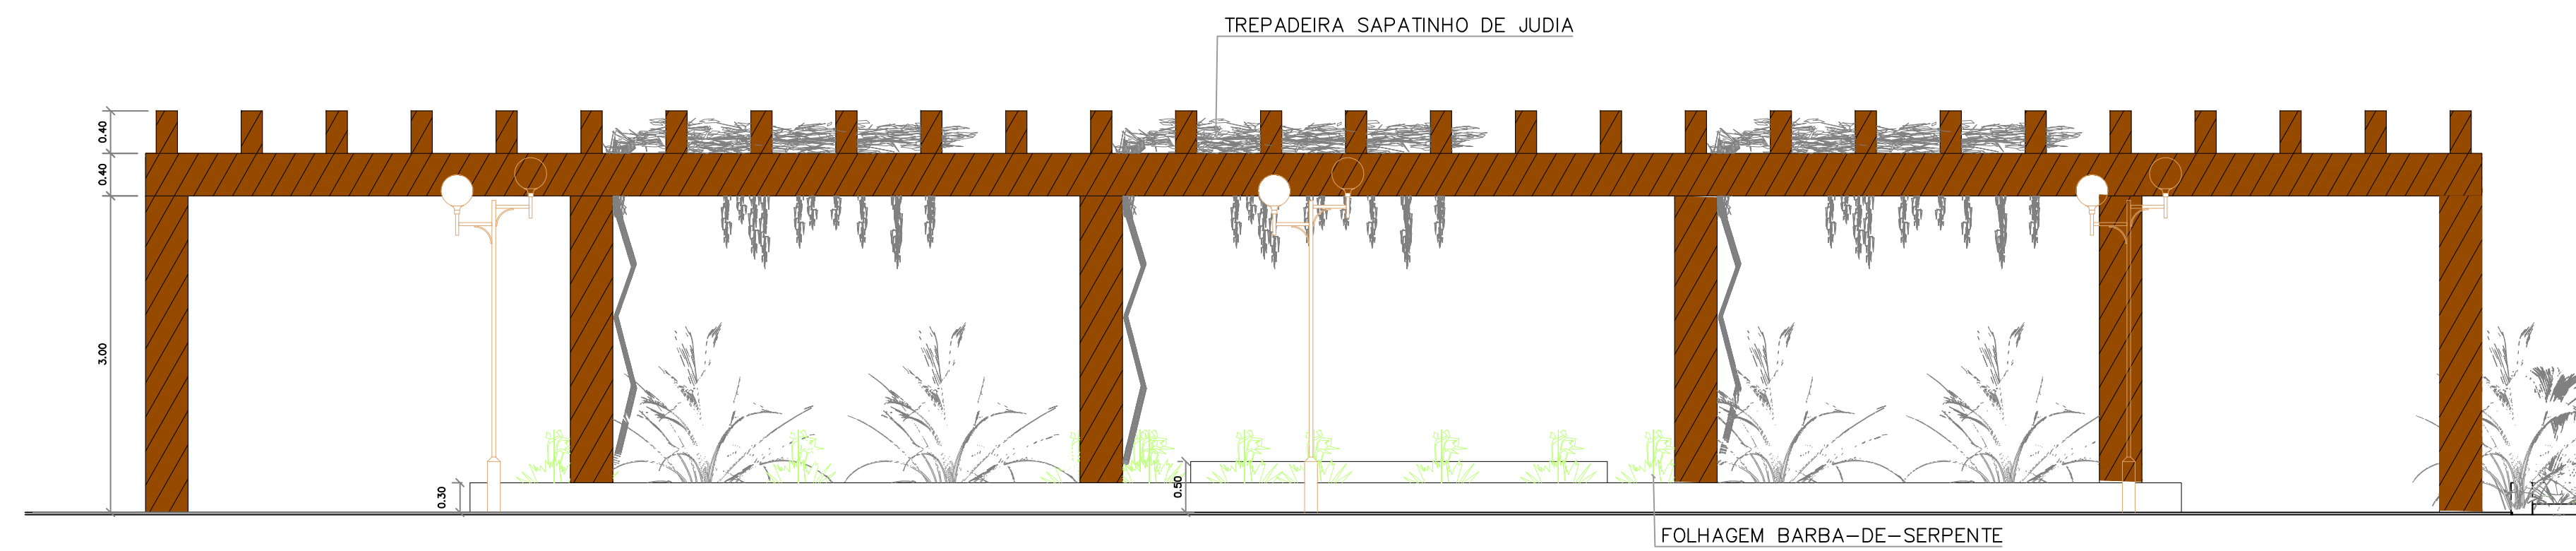 TREPADEIRA SAPATINHO DE JUDIA
0.40
0.40
3.00
0.30
0.50
FOLHAGEM BARBA-DE-SERPENTE